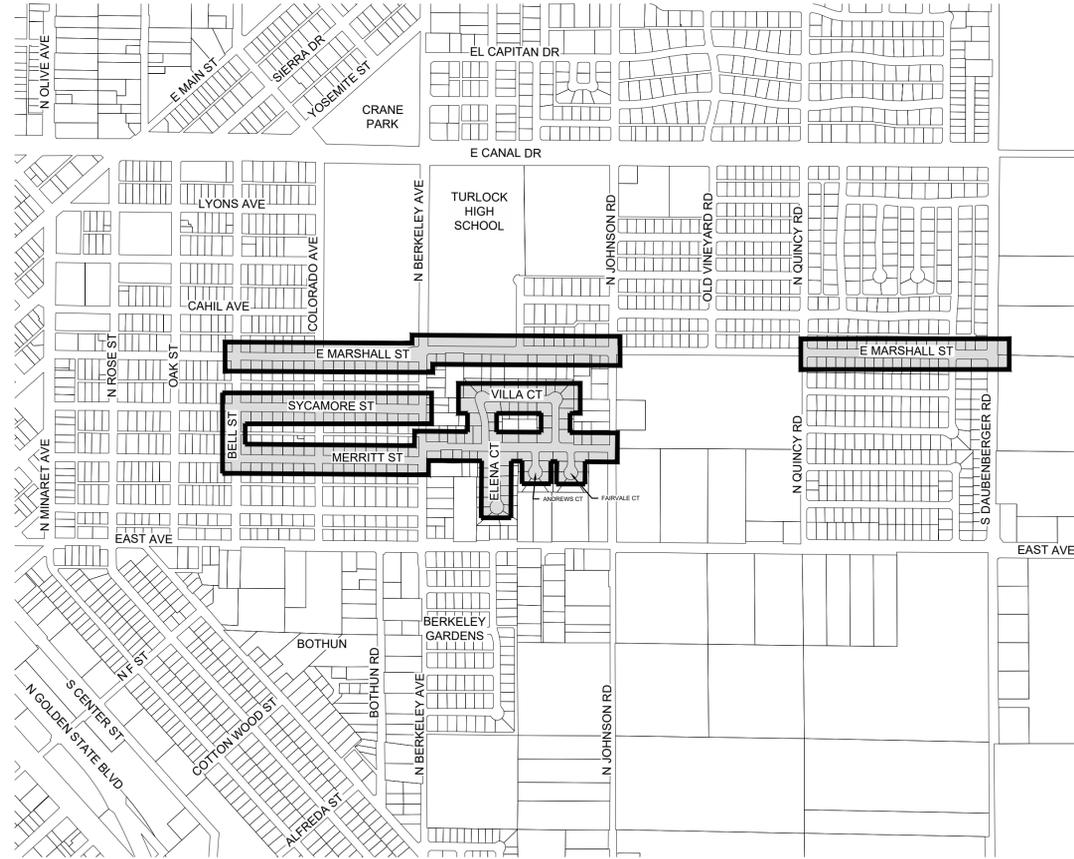 N OLIVE AVE
E MAIN ST
SIERRA DR
YOSEMITE ST
EL CAPITAN DR
CRANE
PARK
E CANAL DR
LYONS AVE
N BERKELEY AVE
TURLOCK
HIGH
SCHOOL
N JOHNSON RD
OLD VINEYARD RD
N QUINCY RD
COLORADO AVE
CAHIL AVE
N ROSE ST
OAK ST
E MARSHALL ST
E MARSHALL ST
VILLA CT
SYCAMORE ST
BELL ST
MERRITT ST
ELENA CT
ANDREWS CT
FAIRVALE CT
N QUINCY RD
S DAUBENBERGER RD
N MINARET AVE
EAST AVE
EAST AVE
BERKELEY
GARDENS
BOTHUN
BOTHUN RD
N F ST
S CENTER ST
N GOLDEN STATE BLVD
COTTON WOOD ST
N BERKELEY AVE
N JOHNSON RD
ALFREDA ST